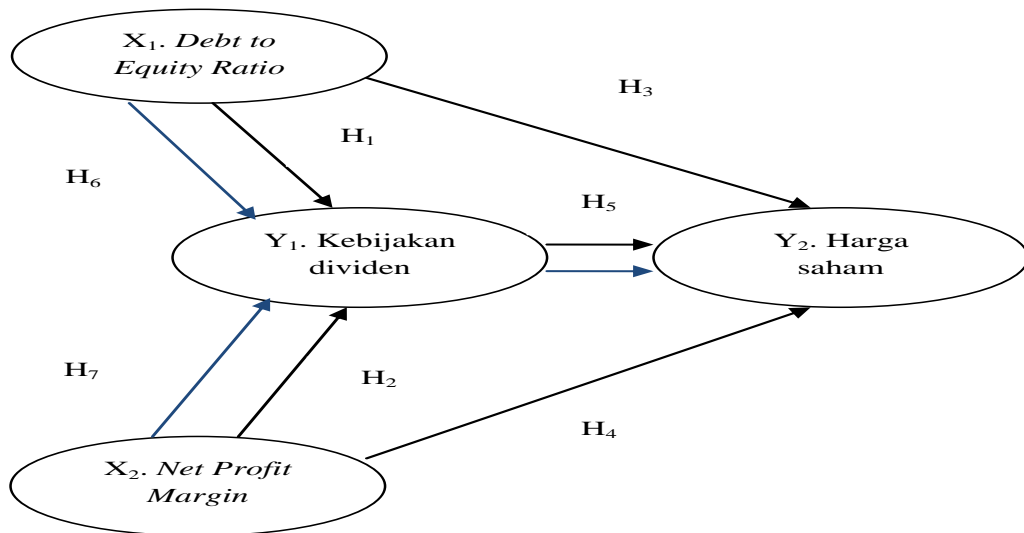 X₁. Debt to
Equity Ratio
H₃
H₁
H₆
H₅
Y₁. Kebijakan
dividen
Y₂. Harga
saham
H₇
H₂
H₄
X₂. Net Profit
Margin